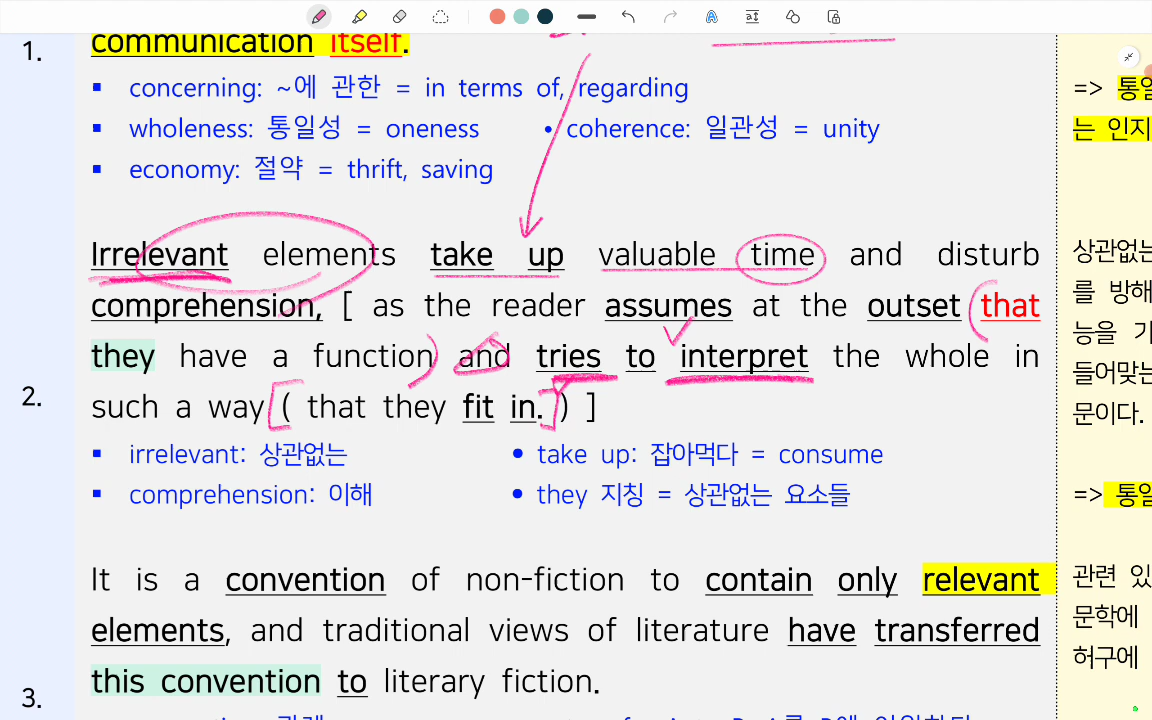 1.
communication itself.
▪ concerning: ~에 관한 = in terms of, regarding
▪ wholeness: 통일성 = oneness • coherence: 일관성 = unity
▪ economy: 절약 = thrift, saving
2.
Irrelevant elements take up valuable time and disturb
comprehension, [ as the reader assumes at the outset that
they have a function and tries to interpret the whole in
such a way ( that they fit in. ) ]
▪ irrelevant: 상관없는 • take up: 잡아먹다 = consume
▪ comprehension: 이해 • they 지칭 = 상관없는 요소들
3.
It is a convention of non-fiction to contain only relevant
elements, and traditional views of literature have transferred
this convention to literary fiction.
=> 통일
는 인지
상관없는
를 방해
능을 가
들어맞는
문이다.
=> 통일
관련 있
문학에
허구에